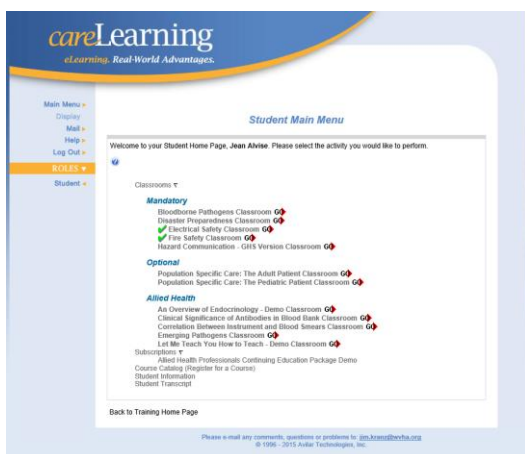 careLearning
eLearning. Real-World Advantages.
Main Menu
Display
Mail
Help
Log Out
ROLES
Student
Student Main Menu
Welcome to your Student Home Page, Jean Alvise. Please select the activity you would like to perform.
Classrooms
Mandatory
Bloodborne Pathogens Classroom GO
Disaster Preparedness Classroom GO
Electrical Safety Classroom GO
Fire Safety Classroom GO
Hazard Communication - GHS Version Classroom GO
Optional
Population Specific Care: The Adult Patient Classroom GO
Population Specific Care: The Pediatric Patient Classroom GO
Allied Health
An Overview of Endocrinology - Demo Classroom GO
Clinical Significance of Antibodies in Blood Bank Classroom GO
Correlation Between Instrument and Blood Smears Classroom GO
Emerging Pathogens Classroom GO
Let Me Teach You How to Teach - Demo Classroom GO
Subscriptions
Allied Health Professionals Continuing Education Package Demo
Course Catalog (Register for a Course)
Student Information
Student Transcript
Back to Training Home Page
Please e-mail any comments, questions or problems to: jim.kranz@wvha.org
© 1996 - 2015 Avilar Technologies, Inc.